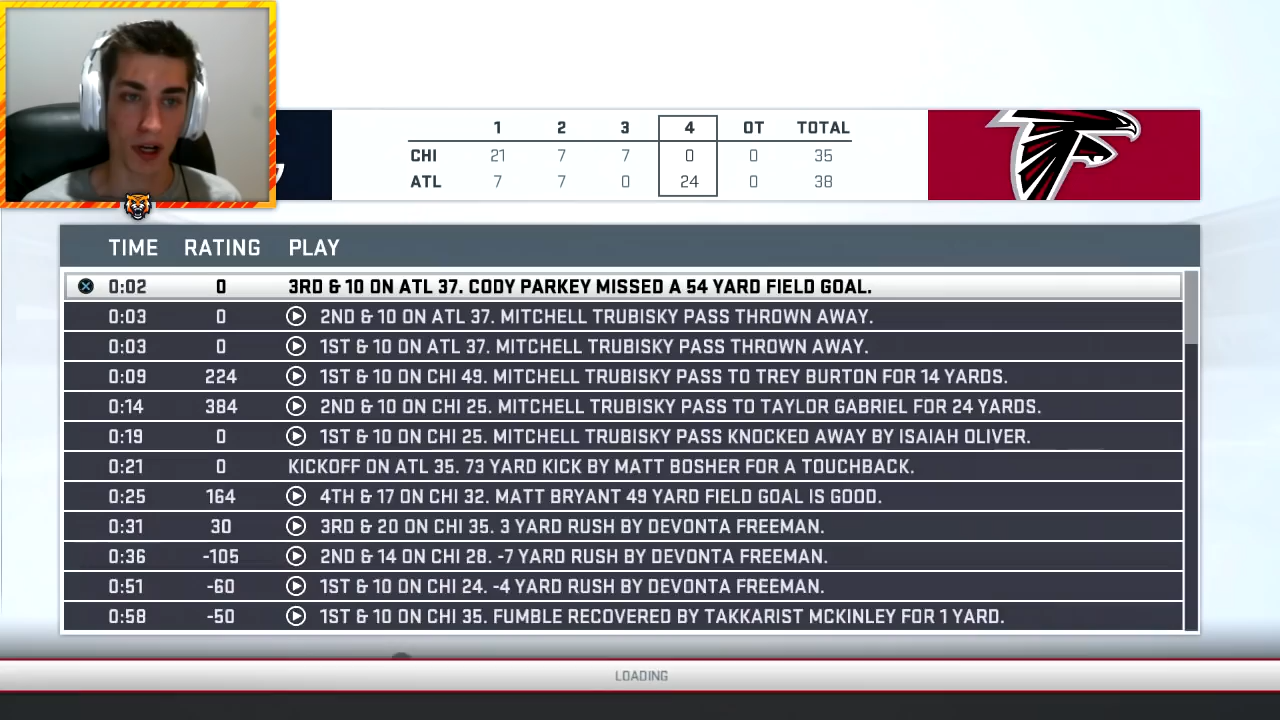 1 2 3 4 OT TOTAL
CHI 21 7 7 0 0 35
ATL 7 7 0 24 0 38
TIME RATING PLAY
0:02 0 3RD & 10 ON ATL 37. CODY PARKEY MISSED A 54 YARD FIELD GOAL.
0:03 0 2ND & 10 ON ATL 37. MITCHELL TRUBISKY PASS THROWN AWAY.
0:03 0 1ST & 10 ON ATL 37. MITCHELL TRUBISKY PASS THROWN AWAY.
0:09 224 1ST & 10 ON CHI 49. MITCHELL TRUBISKY PASS TO TREY BURTON FOR 14 YARDS.
0:14 384 2ND & 10 ON CHI 25. MITCHELL TRUBISKY PASS TO TAYLOR GABRIEL FOR 24 YARDS.
0:19 0 1ST & 10 ON CHI 25. MITCHELL TRUBISKY PASS KNOCKED AWAY BY ISAIAH OLIVER.
0:21 0 KICKOFF ON ATL 35. 73 YARD KICK BY MATT BOSHER FOR A TOUCHBACK.
0:25 164 4TH & 17 ON CHI 32. MATT BRYANT 49 YARD FIELD GOAL IS GOOD.
0:31 30 3RD & 20 ON CHI 35. 3 YARD RUSH BY DEVONTA FREEMAN.
0:36 -105 2ND & 14 ON CHI 28. -7 YARD RUSH BY DEVONTA FREEMAN.
0:51 -60 1ST & 10 ON CHI 24. -4 YARD RUSH BY DEVONTA FREEMAN.
0:58 -50 1ST & 10 ON CHI 35. FUMBLE RECOVERED BY TAKKARIST MCKINLEY FOR 1 YARD.
LOADING